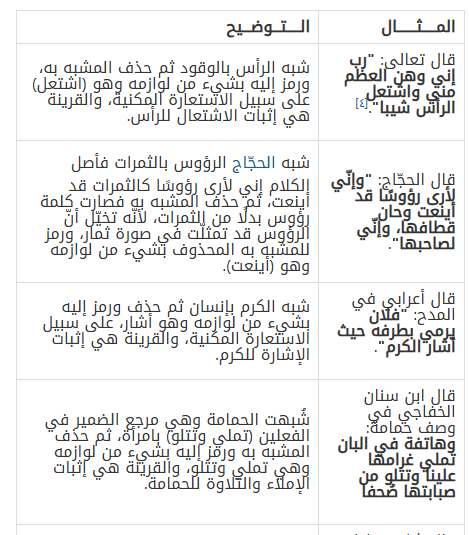 المـــثـــــال
الــــتــوضـــيح
قال تعالى: "رب
إني وهن العظم
مني واشتعل
الرأس شيبا".[٤]
شبه الرأس بالوقود ثم حذف المشبه به،
ورمز إليه بشيء من لوازمه وهو (اشتعل)
على سبيل الاستعارة المكنية، والقرينة
هي إثبات الاشتعال للرأس.
قال الحجّاج: "وإنّي
لأرى رؤوسًا قد
أينعت وحان
قطافها، وإنّي
لصاحبها".
شبه الحجّاج الرؤوس بالثمرات فأصل
الكلام إني لأرى رؤوسًا كالثمرات قد
أينعت، ثم حذف المشبه به فصارت كلمة
رؤوس بدلًا من الثمرات، لأنّه تخيّل أنّ
الرؤوس قد تمثلت في صورة ثمار، ورمز
للمشبه به المحذوف بشيء من لوازمه
وهو (أينعت).
قال أعرابي في
المدح: "فلان
يرمي بطرفه حيث
أشار الكرم".
شبه الكرم بإنسان ثم حذف ورمز إليه
بشيء من لوازمه وهو أشار، على سبيل
الاستعارة المكنية، والقرينة هي إثبات
الإشارة للكرم.
قال ابن سنان
الخفاجي في
وصف حمامة:
وهاتفة في البان
تملي غرامها
علينا وتتلو من
صبابتها صُحفا
شُبهت الحمامة وهي مرجع الضمير في
الفعلين (تملي وتتلو) بامرأة، ثم حذف
المشبه به ورمز إليه بشيء من لوازمه
وهي تملي وتتلو، والقرينة هي إثبات
الإملاء والتلاوة للحمامة.